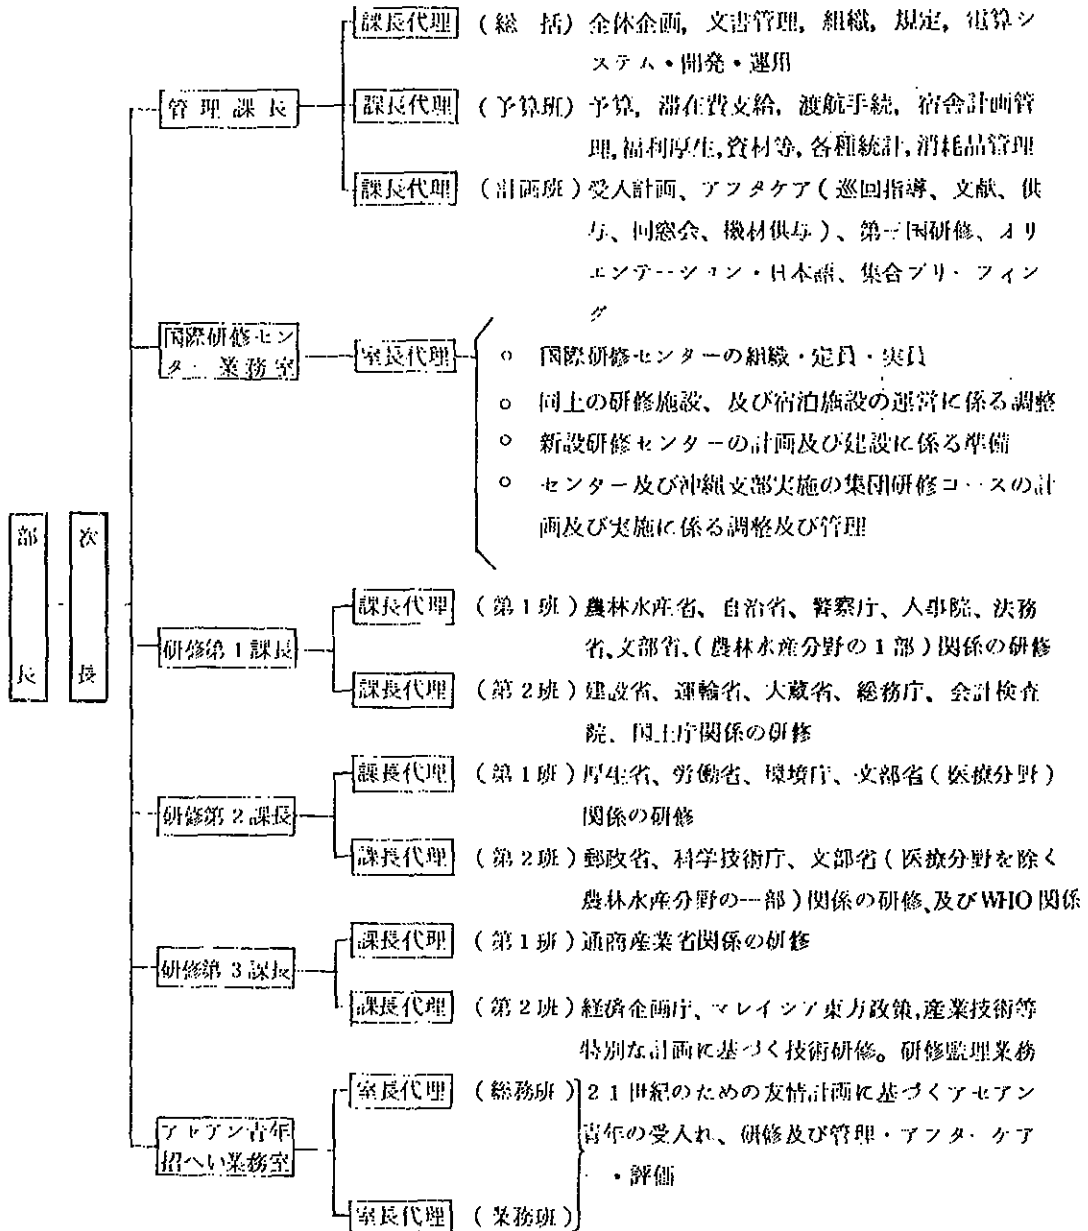 課長代理 (総 括) 全体企画, 文書管理, 組織, 規定, 電算シ
ステム・開発・運用
管理課長 課長代理 (予算班) 予算, 滞在費支給, 渡航手続, 宿舎計画管
理, 福利厚生, 資材等, 各種統計, 消耗品管理
課長代理 (計画班) 受入計画、アフタケア (巡回指導、文献、供
与、同窓会、機材供与)、第三国研修、オリ
エンテーション・日本語、集合ブリーフィン
グ
国際研修セン
ター業務室 室長代理
○ 国際研修センターの組織・定員・実員
○ 同上の研修施設、及び宿泊施設の運営に係る調整
○ 新設研修センターの計画及び建設に係る準備
○ センター及び沖縄支部実施の集団研修コースの計
画及び実施に係る調整及び管理
部長 次長
研修第1課長
課長代理 (第1班) 農林水産省、自治省、警察庁、人事院、法務
省、文部省、(農林水産分野の1部) 関係の研修
課長代理 (第2班) 建設省、運輸省、大蔵省、総務庁、会計検査
院、国土庁関係の研修
研修第2課長
課長代理 (第1班) 厚生省、労働省、環境庁、文部省 (医療分野)
関係の研修
課長代理 (第2班) 郵政省、科学技術庁、文部省 (医療分野を除く
農林水産分野の一部) 関係の研修、及びWHO関係
研修第3課長
課長代理 (第1班) 通商産業省関係の研修
課長代理 (第2班) 経済企画庁、マレイシア東方政策, 産業技術等
特別な計画に基づく技術研修。研修監理業務
アセアン青年
招へい業務室
室長代理 (総務班) 21世紀のための友情計画に基づくアセアン
青年の受入れ、研修及び管理・アフターケア
・評価
室長代理 (業務班)